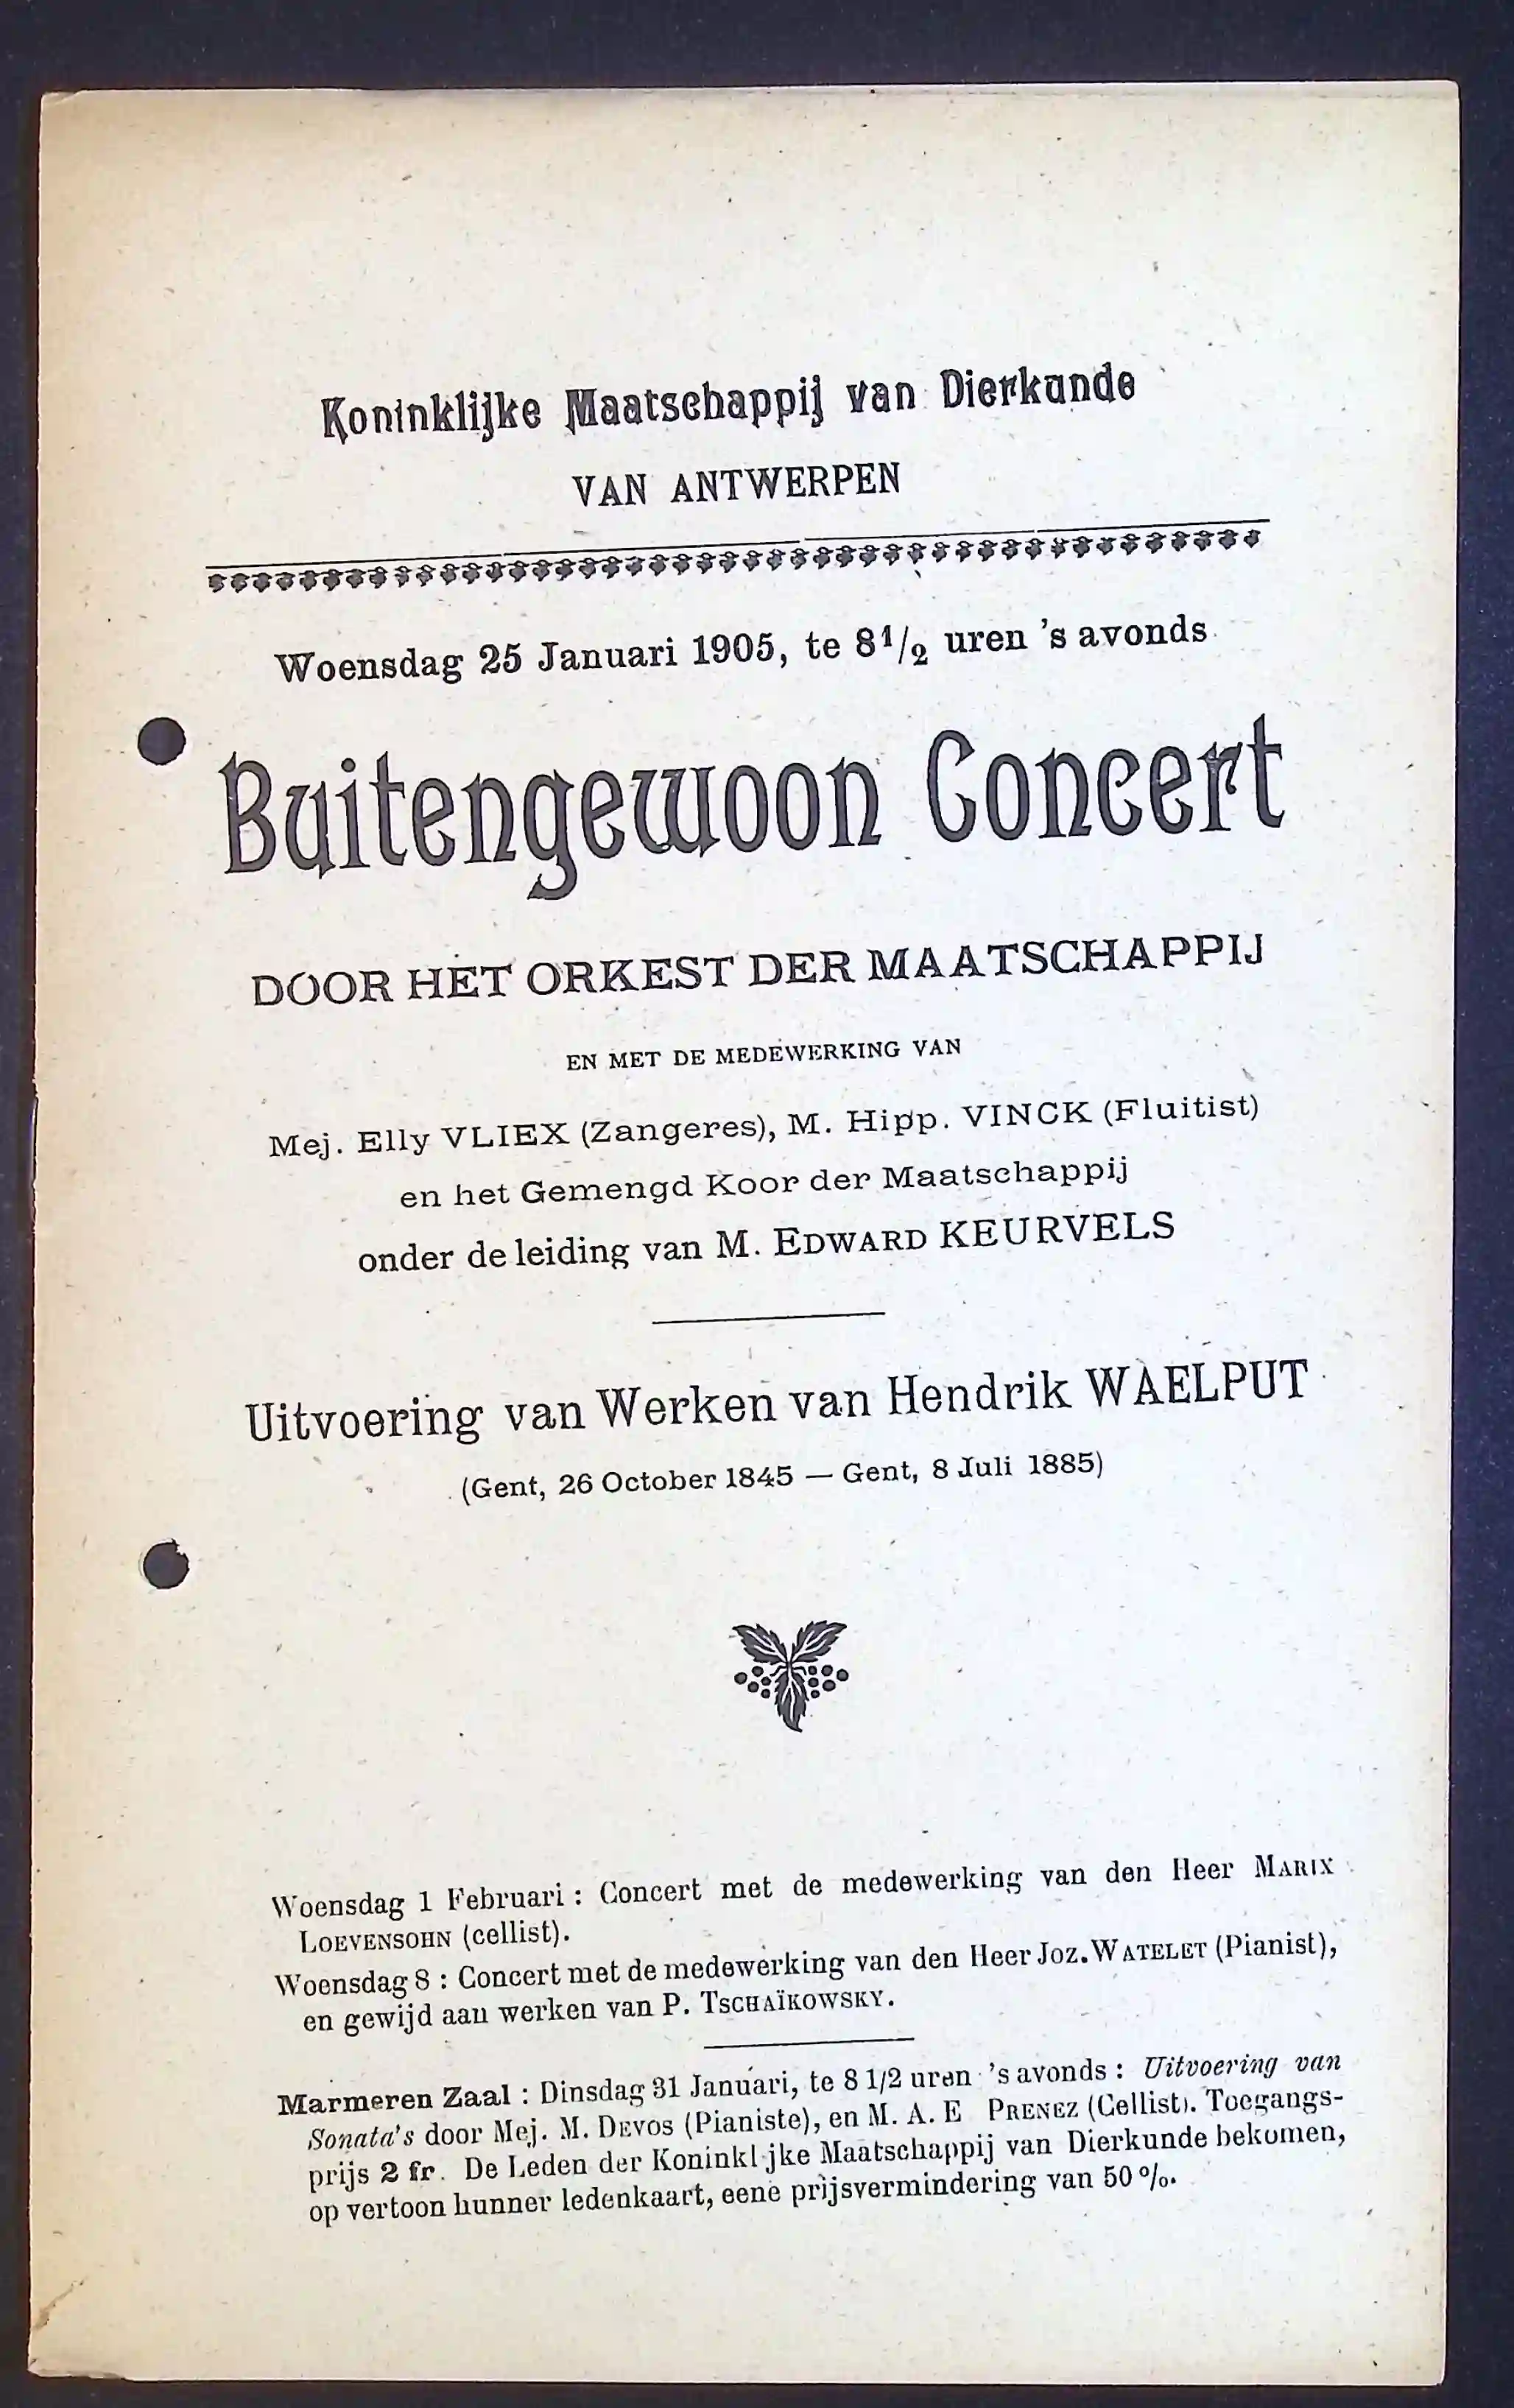 Koninklijke Maatschappij van Dierkunde
VAN ANTWERPEN
Woensdag 25 Januari 1905, te 8 1/2 uren 's avonds
Buitengewoon Concert
DOOR HET ORKEST DER MAATSCHAPPIJ
EN MET DE MEDEWERKING VAN
Mej. Elly VLIEX (Zangeres), M. Hipp. VINCK (Fluitist)
en het Gemengd Koor der Maatschappij
onder de leiding van M. EDWARD KEURVELS
Uitvoering van Werken van Hendrik WAELPUT
(Gent, 26 October 1845 — Gent, 8 Juli 1885)
Woensdag 1 Februari : Concert met de medewerking van den Heer MARIX
LOEVENSOHN (cellist).
Woensdag 8 : Concert met de medewerking van den Heer Joz. WATELET (Pianist),
en gewijd aan werken van P. TSCHAÏKOWSKY.
Marmeren Zaal : Dinsdag 31 Januari, te 8 1/2 uren 's avonds : Uitvoering van
Sonata's door Mej. M. DEVOS (Pianiste), en M. A. E PRENEZ (Cellist). Toegangs-
prijs 2 fr. De Leden der Koninkl jke Maatschappij van Dierkunde bekomen,
op vertoon hunner ledenkaart, eene prijsvermindering van 50 %.